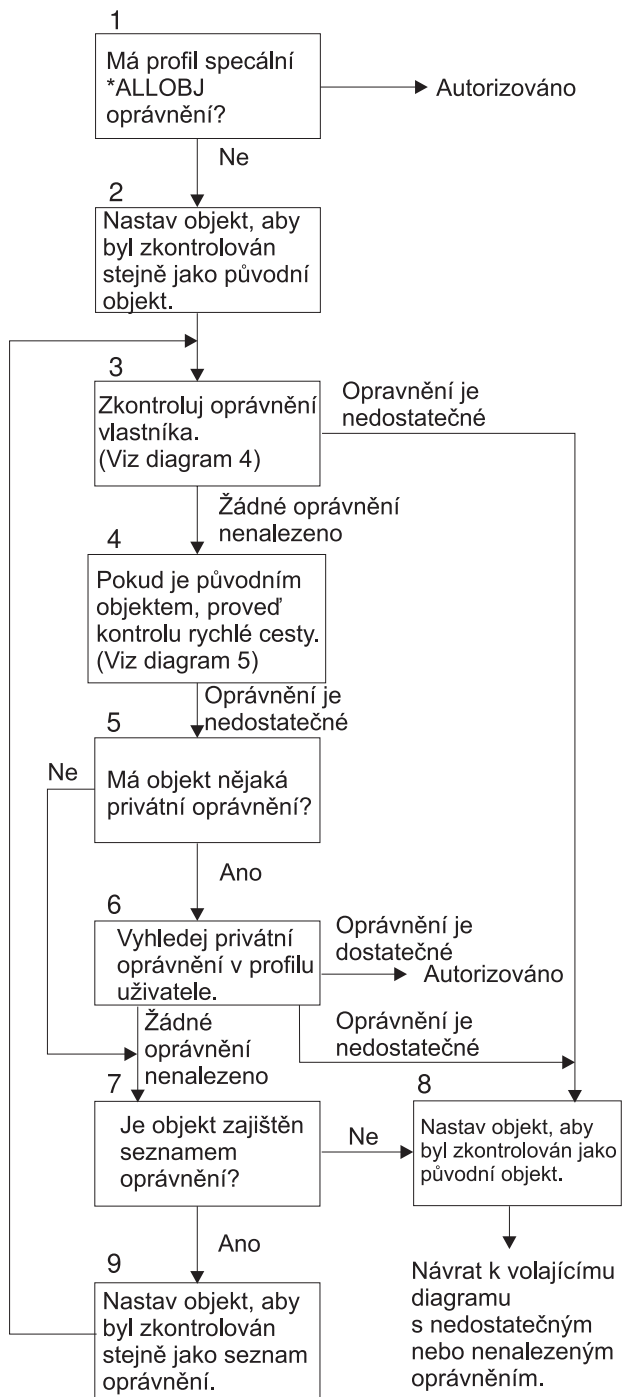 1
Má profil specální
*ALLOBJ
oprávnění?
Autorizováno
Ne
2
Nastav objekt, aby
byl zkontrolován
stejně jako původní
objekt.
3
Zkontroluj oprávnění
vlastníka.
(Viz diagram 4)
Opravnění je
nedostatečné
Žádné oprávnění
nenalezeno
4
Pokud je původním
objektem, proveď
kontrolu rychlé cesty.
(Viz diagram 5)
Oprávnění je
nedostatečné
5
Ne
Má objekt nějaká
privátní oprávnění?
Ano
6
Vyhledej privátní
oprávnění v profilu
uživatele.
Oprávnění je
dostatečné
Autorizováno
Žádné
oprávnění
nenalezeno
Oprávnění je
nedostatečné
7
Je objekt zajištěn
seznamem
oprávnění?
Ne
8
Nastav objekt, aby
byl zkontrolován jako
původní objekt.
Ano
9
Nastav objekt, aby
byl zkontrolován
stejně jako seznam
oprávnění.
Návrat k volajícímu
diagramu
s nedostatečným
nebo nenalezeným
oprávněním.